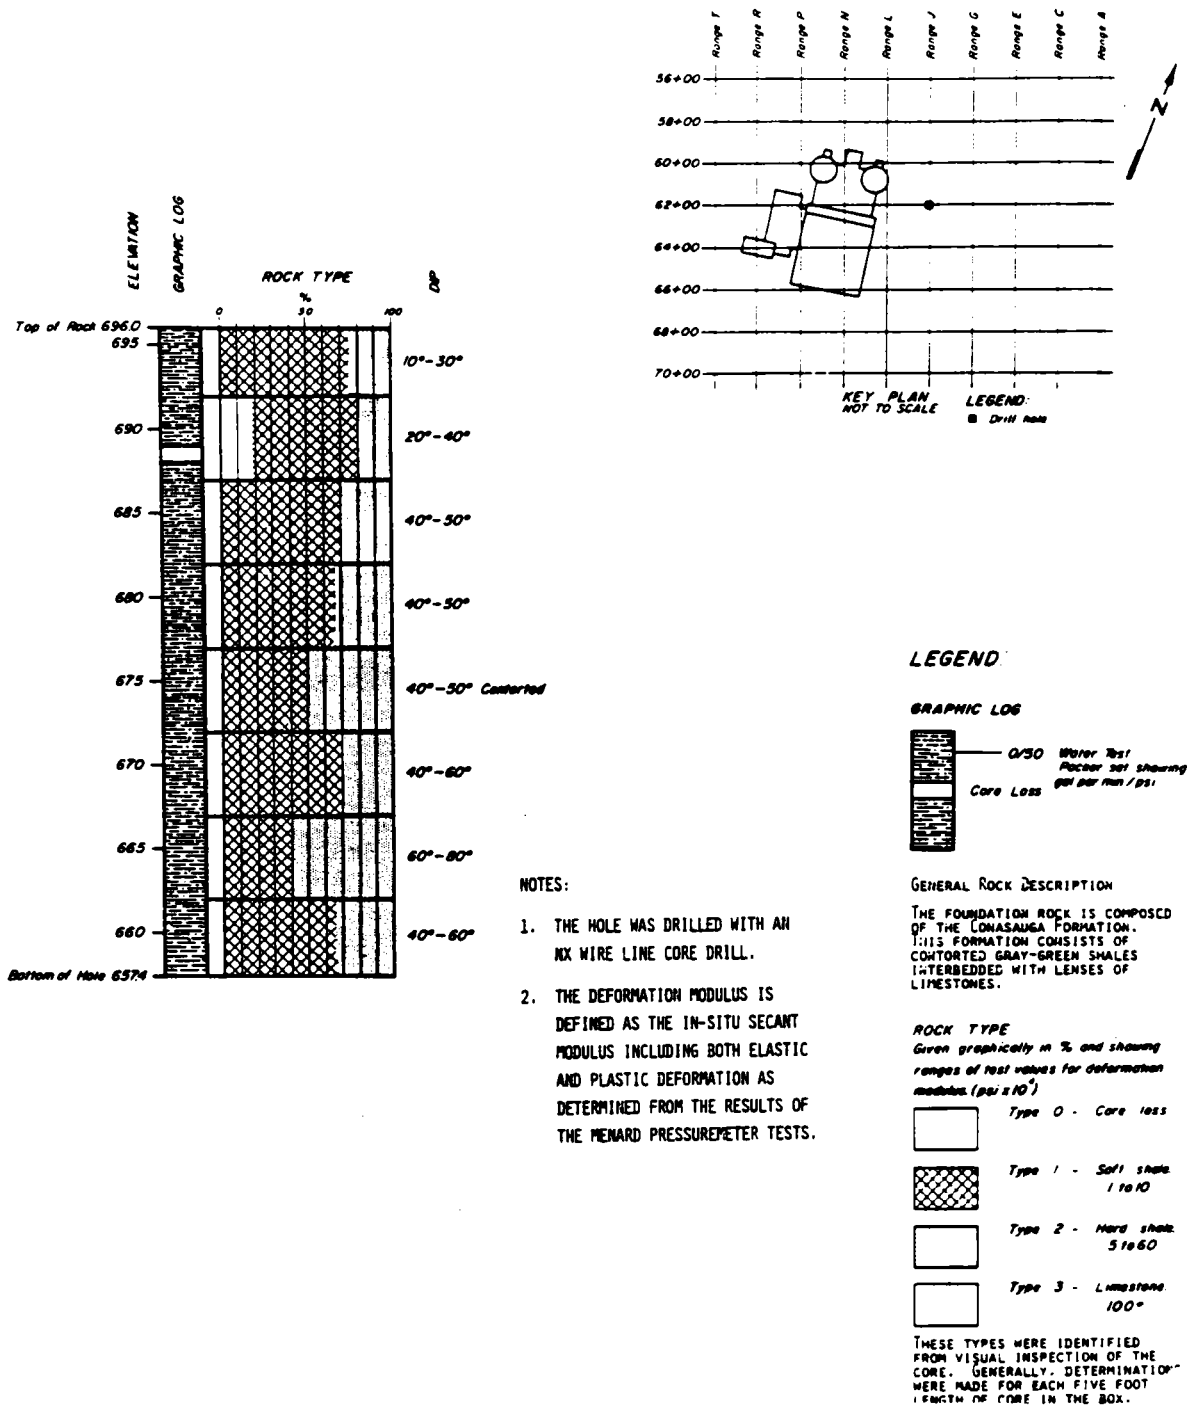 Range T
Range R
Range P
Range N
Range L
Range J
Range G
Range E
Range C
Range A
56+00
58+00
60+00
62+00
64+00
66+00
68+00
70+00
N
KEY PLAN
NOT TO SCALE
LEGEND:
Drill hole
ELEVATION
GRAPHIC LOG
ROCK TYPE
%
DIP
0 50 100
Top of Rock 696.0
695
690
685
680
675
670
665
660
Bottom of Hole 657.4
10°-30°
20°-40°
40°-50°
40°-50°
40°-50° Contorted
40°-60°
60°-80°
40°-60°
NOTES:
1. THE HOLE WAS DRILLED WITH AN
NX WIRE LINE CORE DRILL.
2. THE DEFORMATION MODULUS IS
DEFINED AS THE IN-SITU SECANT
MODULUS INCLUDING BOTH ELASTIC
AND PLASTIC DEFORMATION AS
DETERMINED FROM THE RESULTS OF
THE MENARD PRESSUREMETER TESTS.
LEGEND
GRAPHIC LOG
0/50 Water Test
Packer set showing
gal per min / psi
Core Loss
GENERAL ROCK DESCRIPTION
THE FOUNDATION ROCK IS COMPOSED
OF THE CONASAUGA FORMATION.
THIS FORMATION CONSISTS OF
CONTORTED GRAY-GREEN SHALES
INTERBEDDED WITH LENSES OF
LIMESTONES.
ROCK TYPE
Given graphically in % and showing
ranges of test values for deformation
modulus. (psi x 10⁴)
Type 0 - Core loss
Type 1 - Soft shale
1 to 10
Type 2 - Hard shale
5 to 60
Type 3 - Limestone
100+
THESE TYPES WERE IDENTIFIED
FROM VISUAL INSPECTION OF THE
CORE. GENERALLY, DETERMINATIONS
WERE MADE FOR EACH FIVE FOOT
LENGTH OF CORE IN THE BOX.